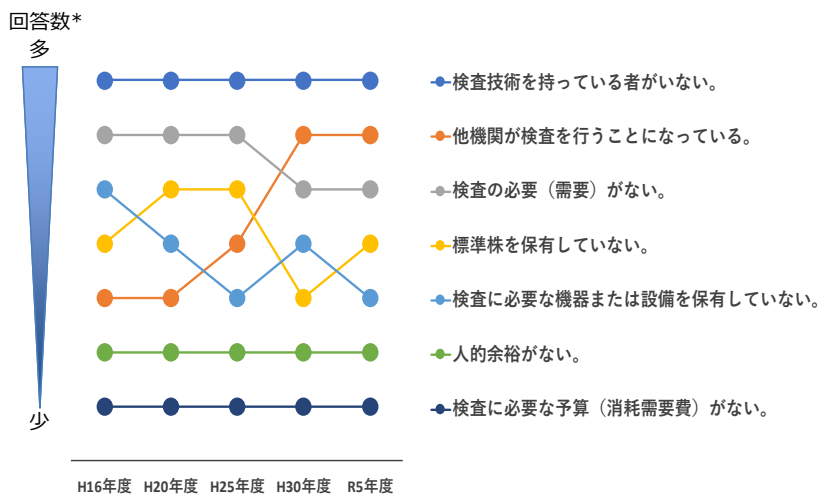 回答数*
多
検査技術を持っている者がいない。
他機関が検査を行うことになっている。
検査の必要（需要）がない。
標準株を保有していない。
検査に必要な機器または設備を保有していない。
人的余裕がない。
検査に必要な予算（消耗需要費）がない。
少
H16年度 H20年度 H25年度 H30年度 R5年度